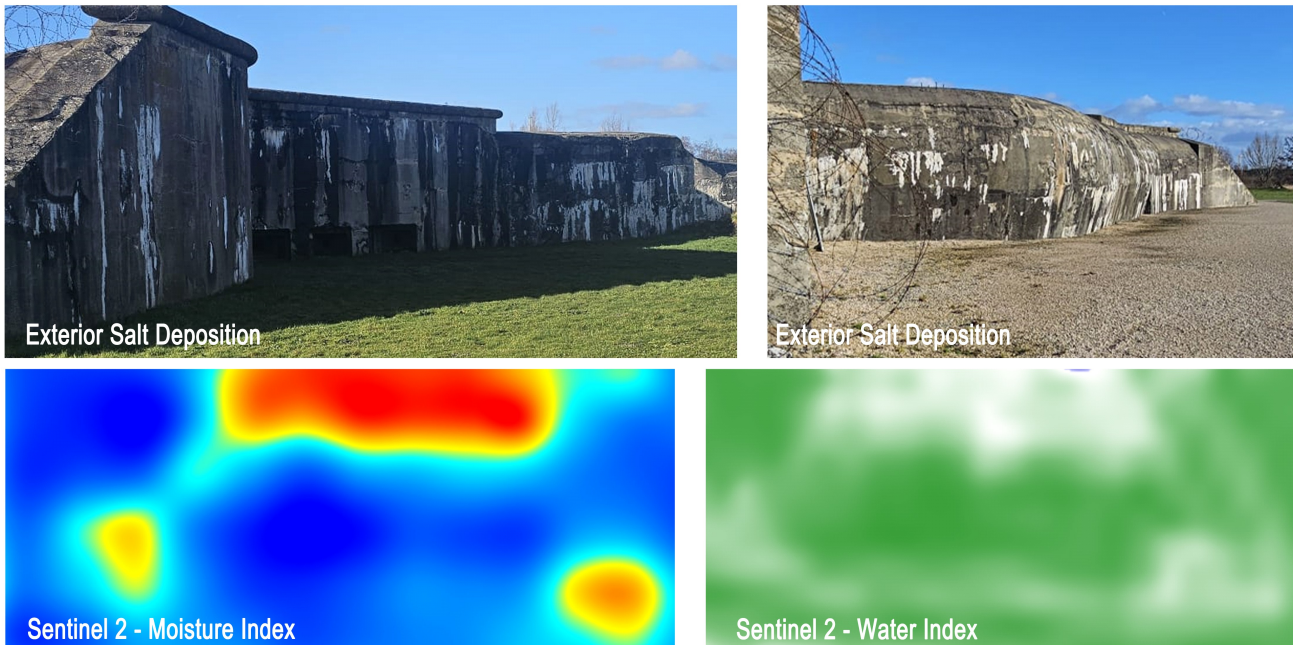 Exterior Salt Deposition
Exterior Salt Deposition
Sentinel 2 - Moisture Index
Sentinel 2 - Water Index